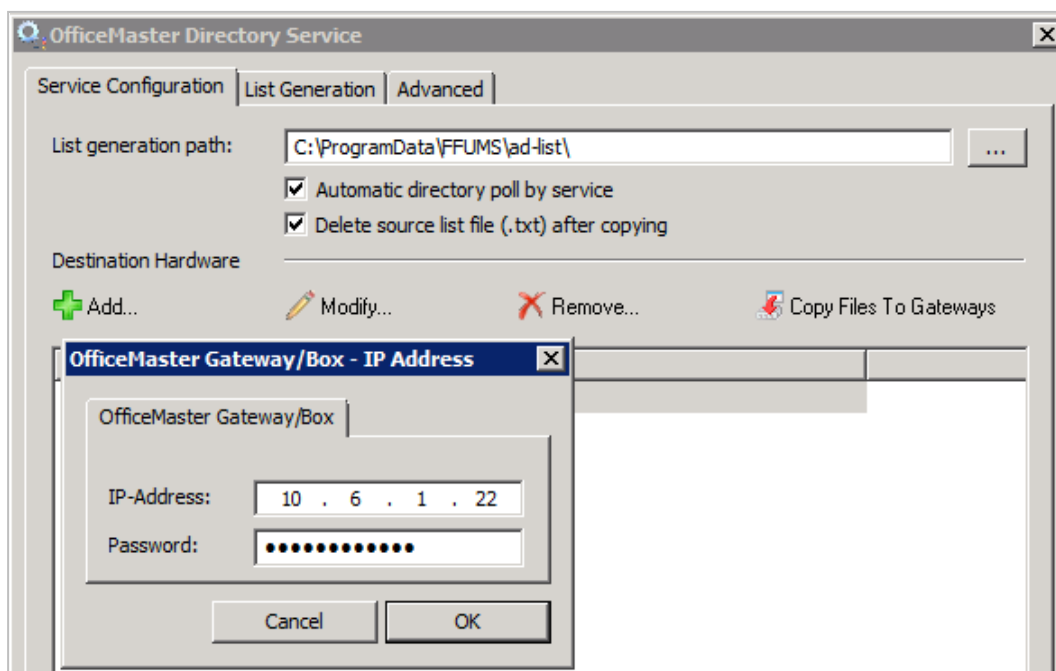 OfficeMaster Directory Service
Service Configuration List Generation Advanced
List generation path: C:\ProgramData\FFUMS\ad-list\ ...
Automatic directory poll by service
Delete source list file (.txt) after copying
Destination Hardware
Add... Modify... Remove... Copy Files To Gateways
OfficeMaster Gateway/Box - IP Address
OfficeMaster Gateway/Box
IP-Address: 10 . 6 . 1 . 22
Password: ●●●●●●●●●●●●
Cancel OK